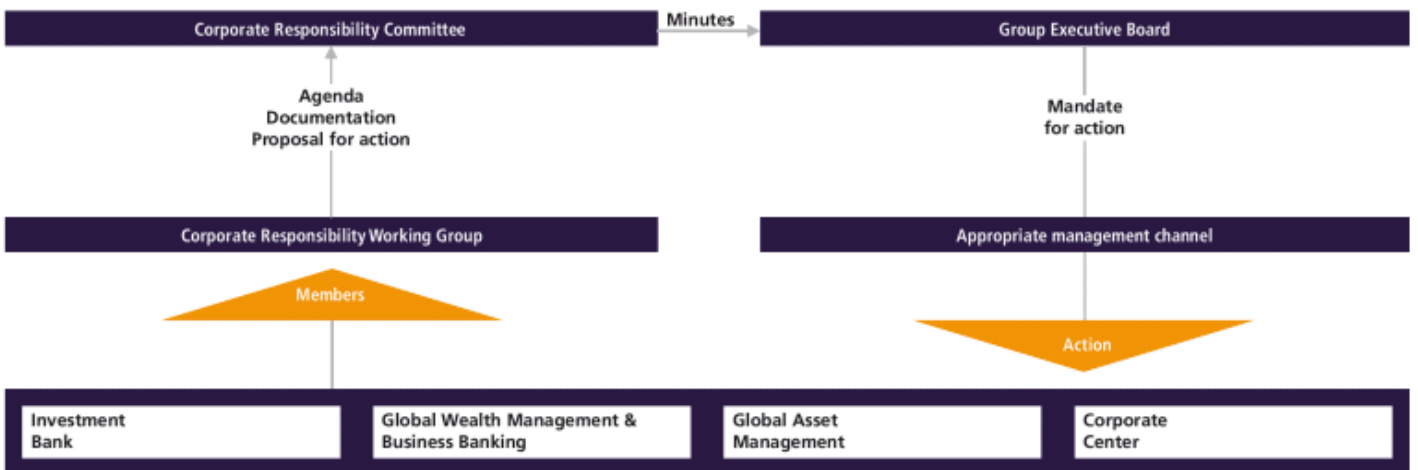 Corporate Responsibility Committee
Minutes
Group Executive Board
Agenda
Documentation
Proposal for action
Mandate
for action
Corporate Responsibility Working Group
Appropriate management channel
Members
Action
Investment
Bank
Global Wealth Management &
Business Banking
Global Asset
Management
Corporate
Center